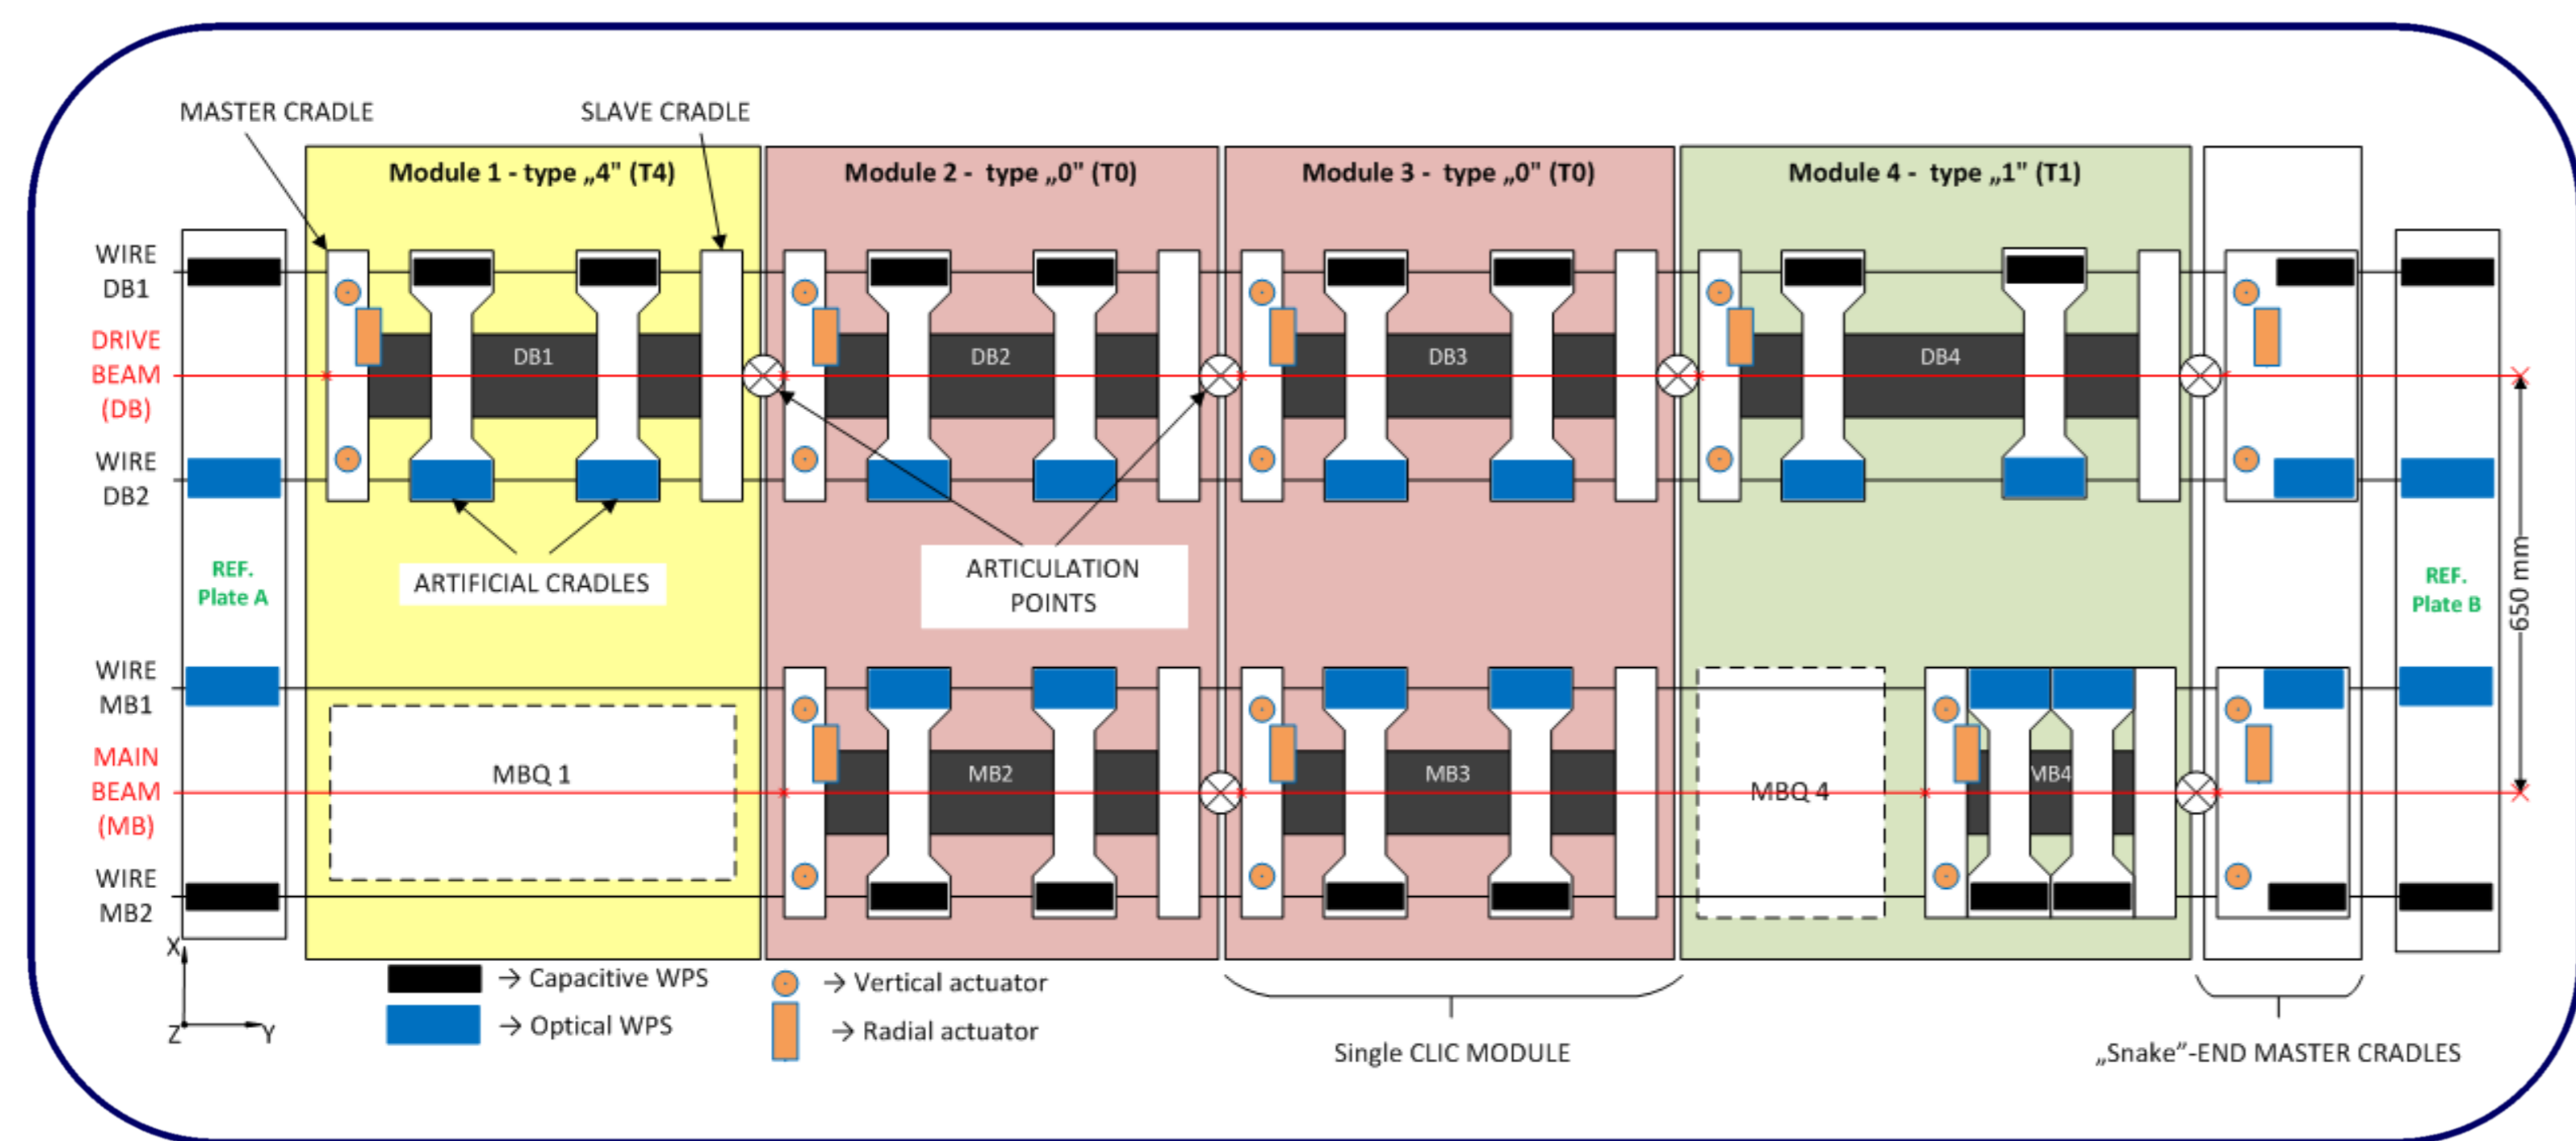 MASTER CRADLE
SLAVE CRADLE
Module 1 - type „4" (T4)
Module 2 - type „0" (T0)
Module 3 - type „0" (T0)
Module 4 - type „1" (T1)
WIRE
DB1
DRIVE
BEAM
(DB)
WIRE
DB2
DB1
DB2
DB3
DB4
REF.
Plate A
ARTIFICIAL CRADLES
ARTICULATION
POINTS
REF.
Plate B
650 mm
WIRE
MB1
MAIN
BEAM
(MB)
WIRE
MB2
MBQ 1
MB2
MB3
MBQ 4
MB4
X
Z
Y
→ Capacitive WPS
→ Optical WPS
→ Vertical actuator
→ Radial actuator
Single CLIC MODULE
„Snake”-END MASTER CRADLES